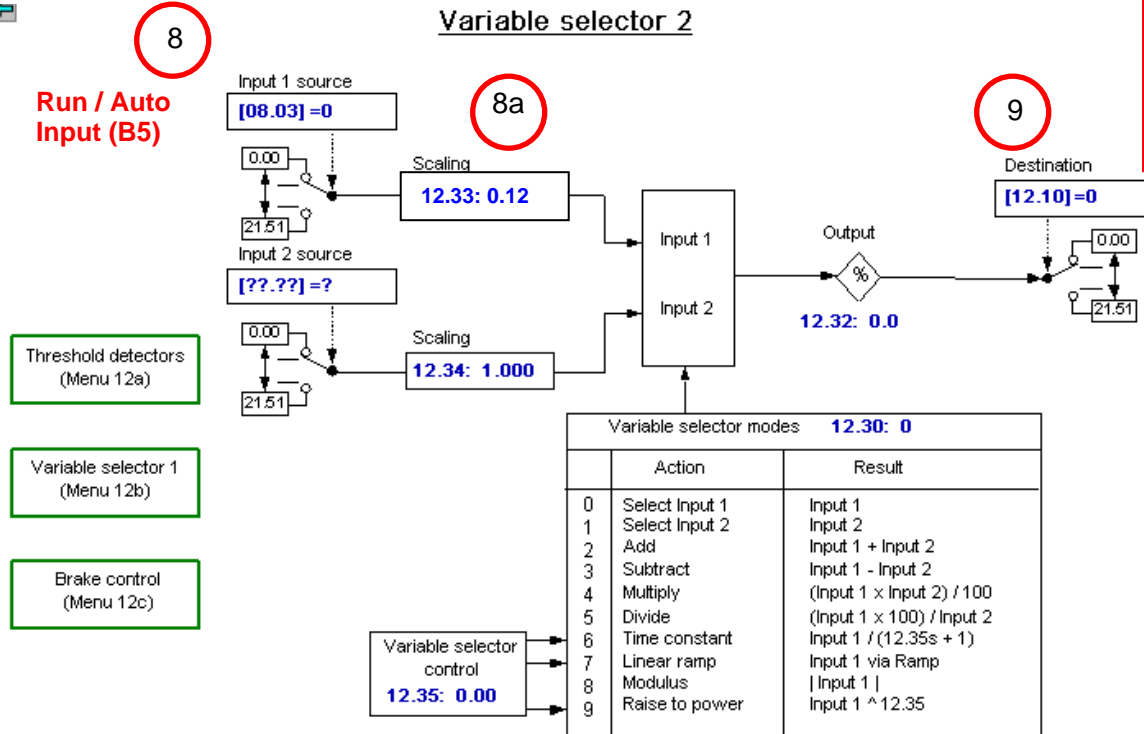 Variable selector 2
8
Run / Auto
Input (B5)
Input 1 source
[08.03] =0
0.00
21.51
8a
Scaling
12.33: 0.12
9
Destination
[12.10]=0
0.00
21.51
Input 2 source
[??.??] =?
0.00
21.51
Scaling
12.34: 1.000
Input 1
Input 2
Output
%
12.32: 0.0
Threshold detectors
(Menu 12a)
Variable selector 1
(Menu 12b)
Brake control
(Menu 12c)
Variable selector modes 12.30: 0
Action Result
0 Select Input 1 Input 1
1 Select Input 2 Input 2
2 Add Input 1 + Input 2
3 Subtract Input 1 - Input 2
4 Multiply (Input 1 x Input 2) / 100
5 Divide (Input 1 x 100) / Input 2
6 Time constant Input 1 / (12.35s + 1)
7 Linear ramp Input 1 via Ramp
8 Modulus | Input 1 |
9 Raise to power Input 1 ^ 12.35
Variable selector
control
12.35: 0.00